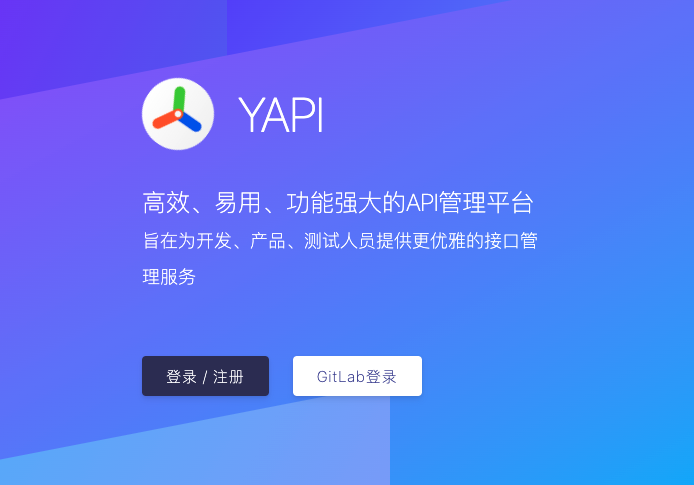 YAPI
高效、易用、功能强大的API管理平台
旨在为开发、产品、测试人员提供更优雅的接口管
理服务
登录 / 注册
GitLab登录